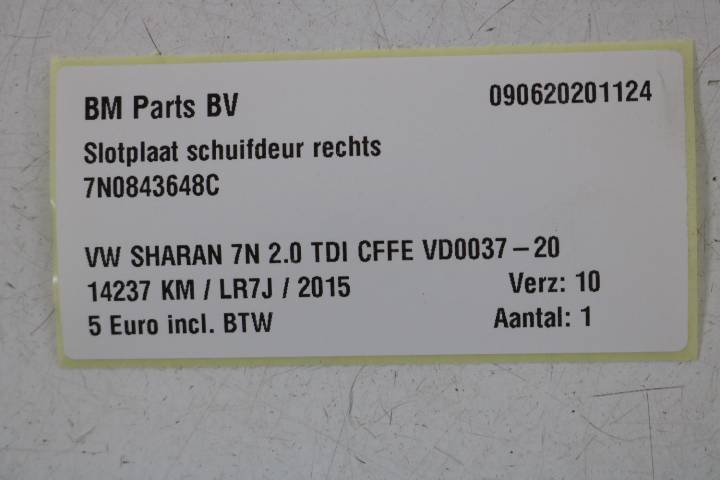 BM Parts BV 090620201124
Slotplaat schuifdeur rechts
7N0843648C
VW SHARAN 7N 2.0 TDI CFFE VD0037-20
14237 KM / LR7J / 2015 Verz: 10
5 Euro incl. BTW Aantal: 1